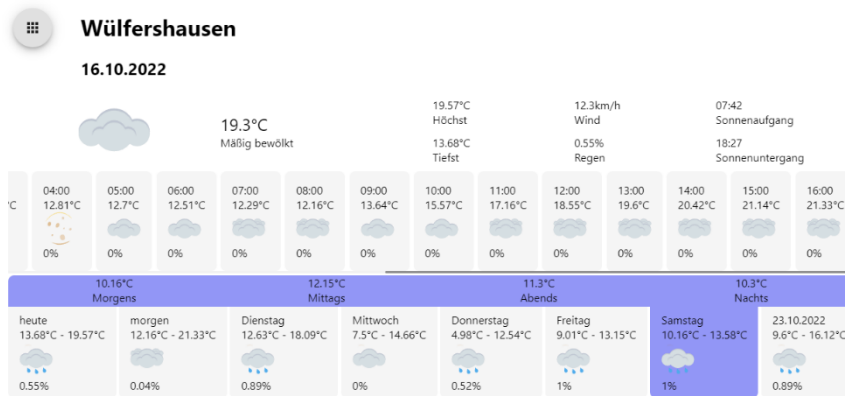 Wülfershausen
16.10.2022
19.3°C
Mäßig bewölkt
19.57°C
Höchst
13.68°C
Tiefst
12.3km/h
Wind
0.55%
Regen
07:42
Sonnenaufgang
18:27
Sonnenuntergang
°C
04:00
12.81°C
0%
05:00
12.7°C
0%
06:00
12.51°C
0%
07:00
12.29°C
0%
08:00
12.16°C
0%
09:00
13.64°C
0%
10:00
15.57°C
0%
11:00
17.16°C
0%
12:00
18.55°C
0%
13:00
19.6°C
0%
14:00
20.42°C
0%
15:00
21.14°C
0%
16:00
21.33°C
0%
10.16°C
Morgens
12.15°C
Mittags
11.3°C
Abends
10.3°C
Nachts
heute
13.68°C - 19.57°C
0.55%
morgen
12.16°C - 21.33°C
0.04%
Dienstag
12.63°C - 18.09°C
0.89%
Mittwoch
7.5°C - 14.66°C
0%
Donnerstag
4.98°C - 12.54°C
0.52%
Freitag
9.01°C - 13.15°C
1%
Samstag
10.16°C - 13.58°C
1%
23.10.2022
9.6°C - 16.12°C
0.89%